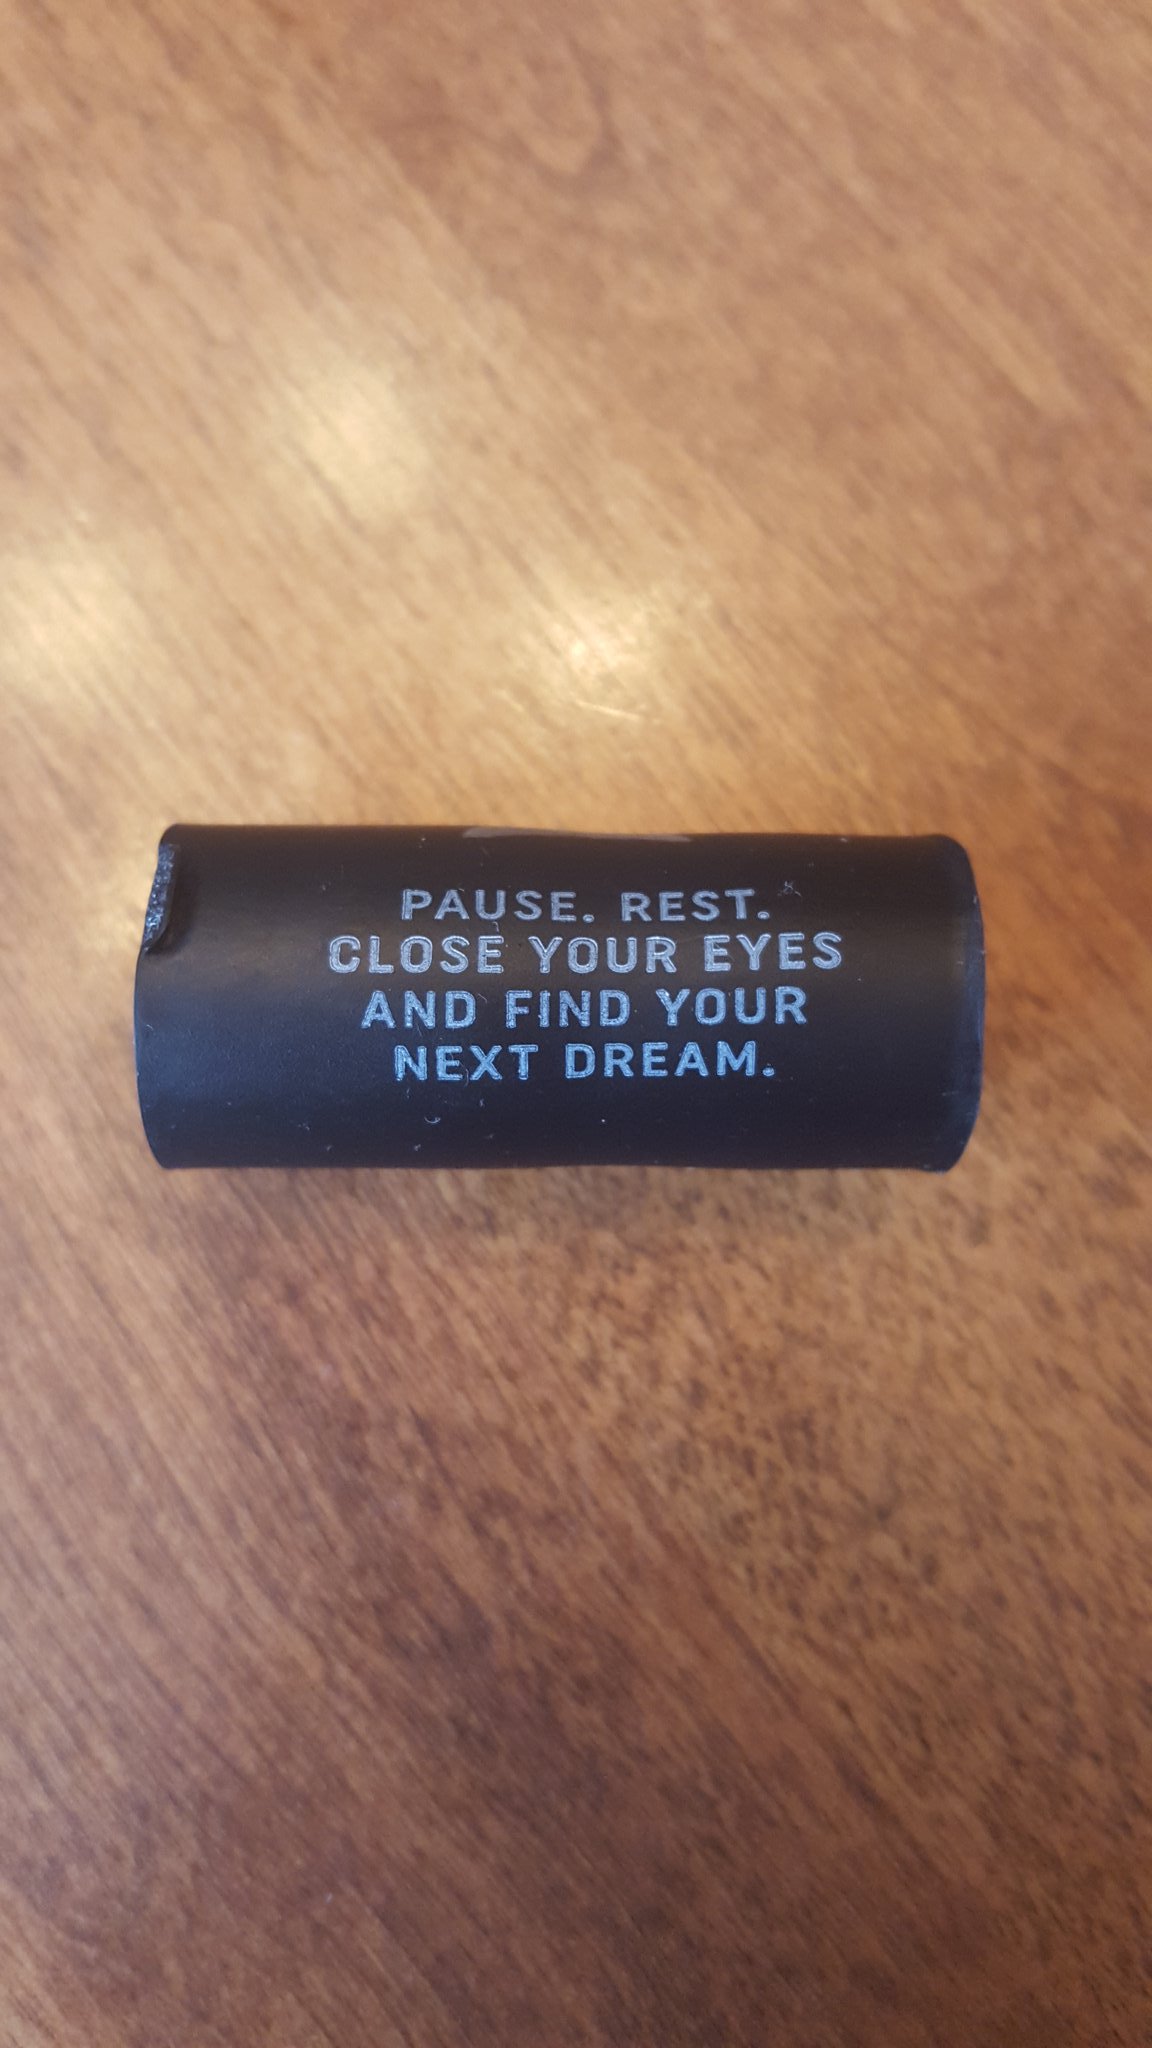 PAUSE. REST.
CLOSE YOUR EYES
AND FIND YOUR
NEXT DREAM.